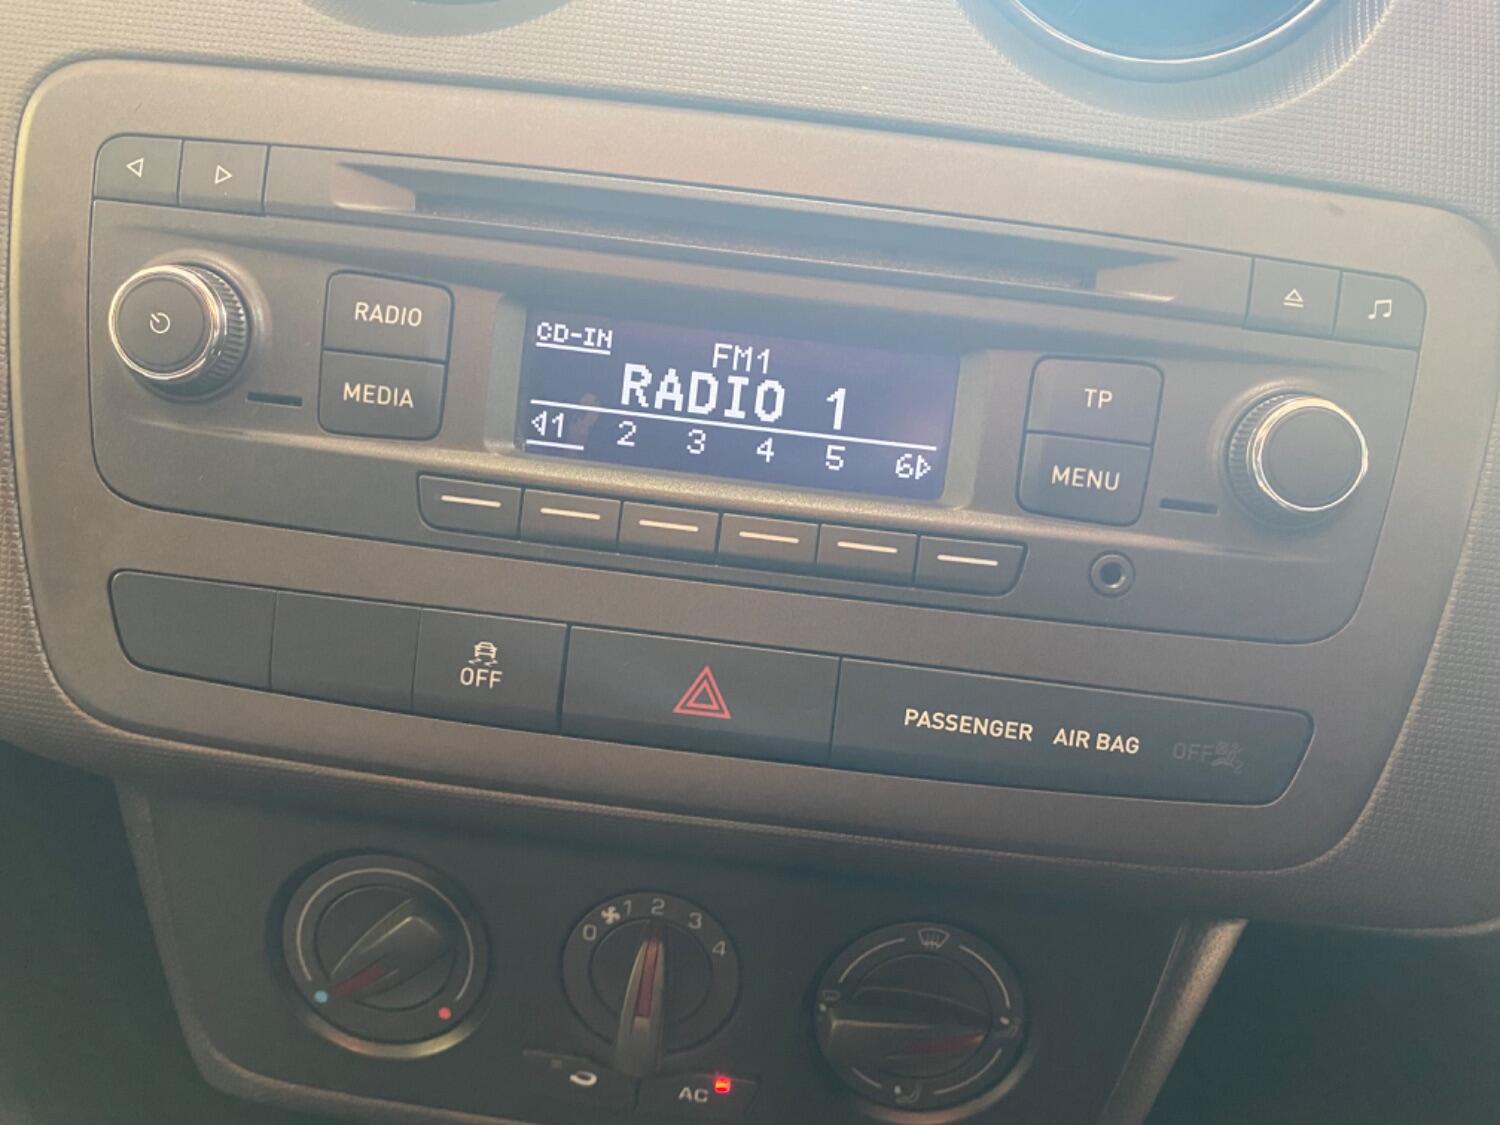 RADIO
MEDIA
CD-IN
FM1
RADIO 1
1 2 3 4 5 6
TP
MENU
OFF
PASSENGER AIR BAG OFF
0 1 2 3 4
AC